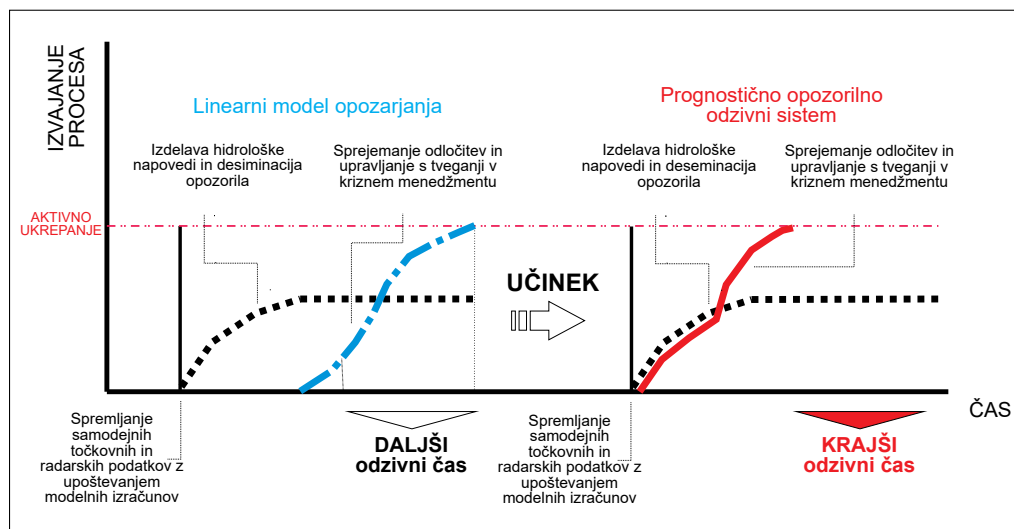 IZVAJANJE
PROCESA
Linearni model opozarjanja
Izdelava hidrološke
napovedi in desiminacija
opozorila
Sprejemanje odločitev in
upravljanje s tveganji v
kriznem menedžmentu
Prognostično opozorilno
odzivni sistem
Izdelava hidrološke
napovedi in deseminacija
opozorila
Sprejemanje odločitev in
upravljanje s tveganji v
kriznem menedžmentu
AKTIVNO
UKREPANJE
UČINEK
ČAS
Spremljanje
samodejnih
točkovnih in
radarskih podatkov z
upoštevanjem
modelnih izračunov
DALJŠI
odzivni čas
Spremljanje
samodejnih
točkovnih in
radarskih podatkov z
upoštevanjem
modelnih izračunov
KRAJŠI
odzivni čas